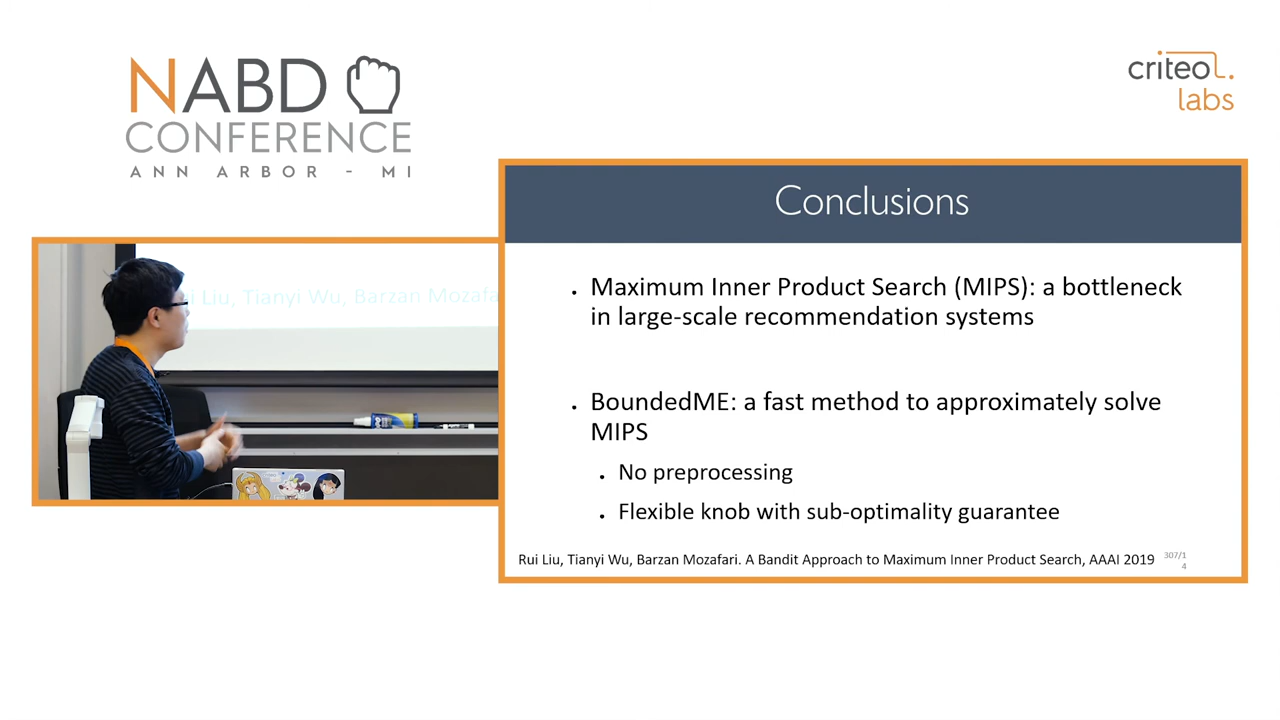 NABD
CONFERENCE
ANN ARBOR - MI
criteo
labs
Conclusions
Maximum Inner Product Search (MIPS): a bottleneck
in large-scale recommendation systems
BoundedME: a fast method to approximately solve
MIPS
No preprocessing
Flexible knob with sub-optimality guarantee
Rui Liu, Tianyi Wu, Barzan Mozafari. A Bandit Approach to Maximum Inner Product Search, AAAI 2019
307/1
4
Liu, Tianyi Wu, Barzan Mozafa